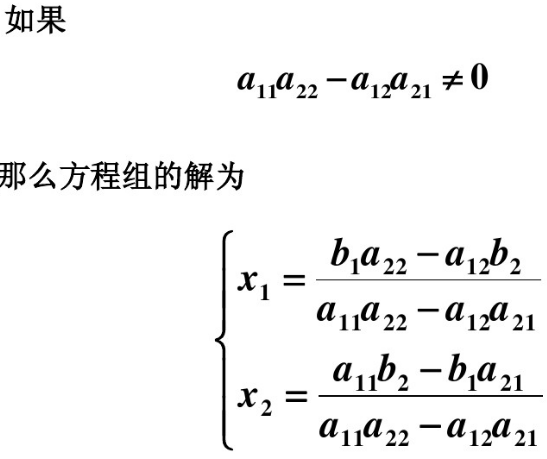 如果
a₁₁a₂₂ − a₁₂a₂₁ ≠ 0
那么方程组的解为
x₁ = (b₁a₂₂ − a₁₂b₂) / (a₁₁a₂₂ − a₁₂a₂₁)
x₂ = (a₁₁b₂ − b₁a₂₁) / (a₁₁a₂₂ − a₁₂a₂₁)